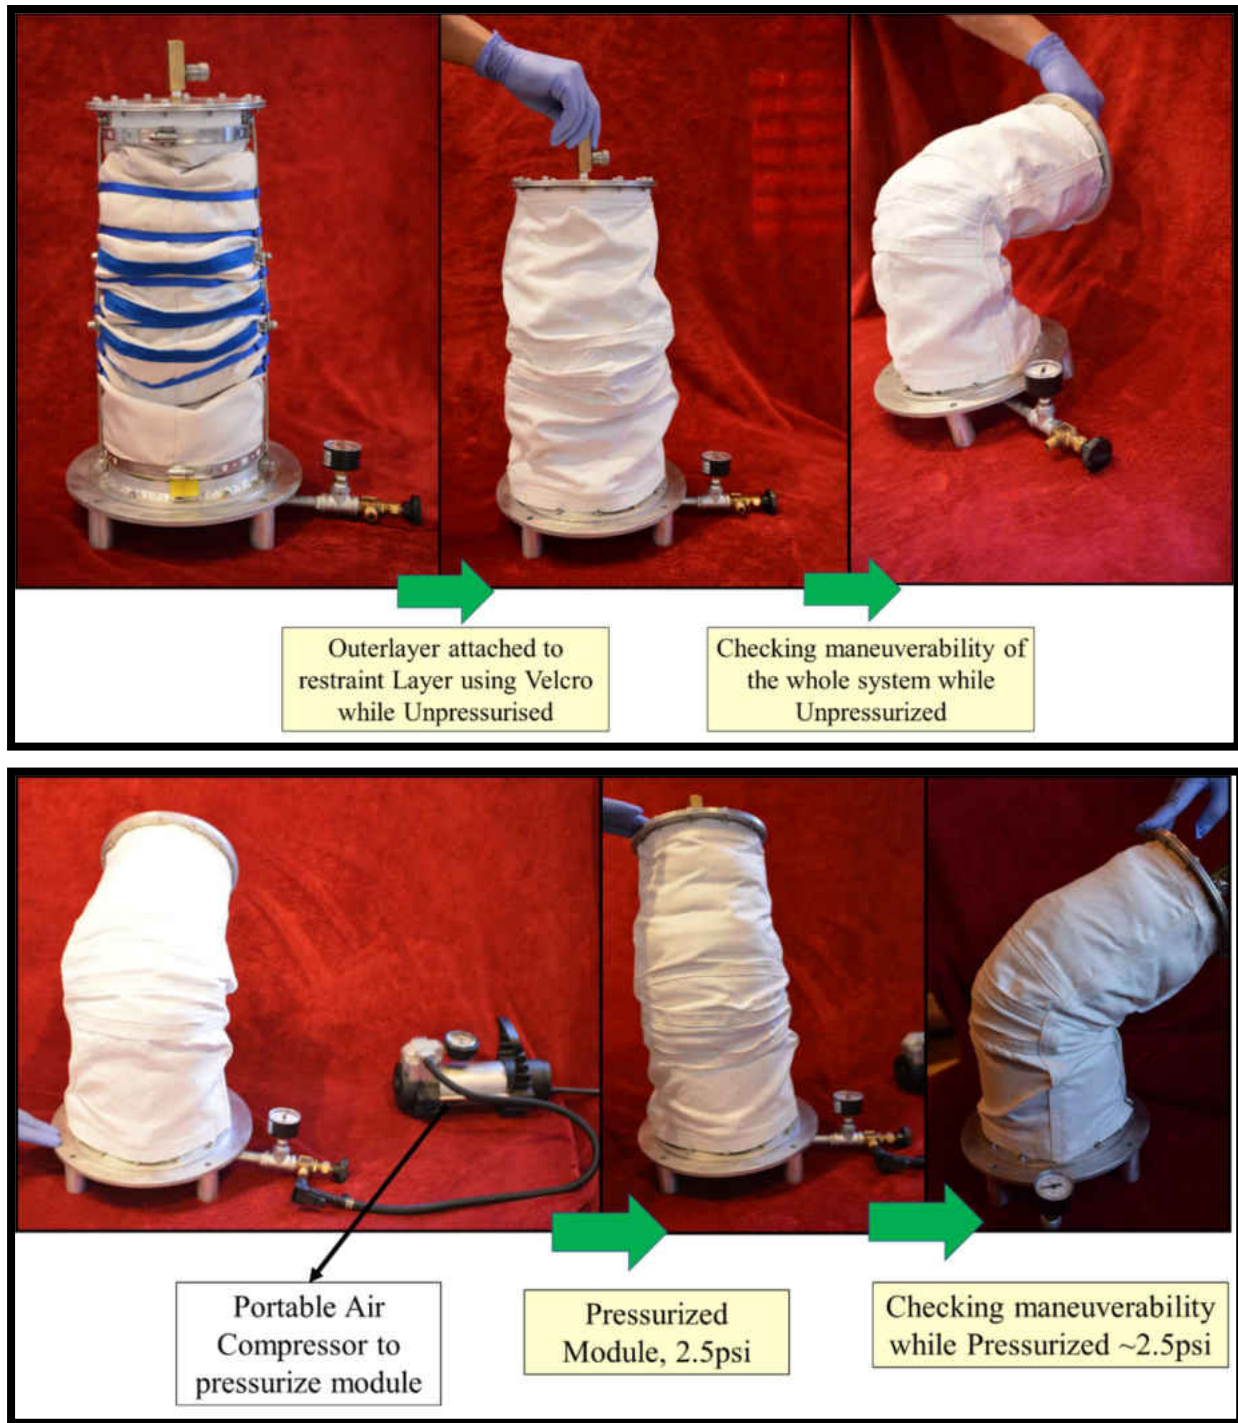 Outerlayer attached to
restraint Layer using Velcro
while Unpressurised
Checking maneuverability of
the whole system while
Unpressurized
Portable Air
Compressor to
pressurize module
Pressurized
Module, 2.5psi
Checking maneuverability
while Pressurized ~2.5psi